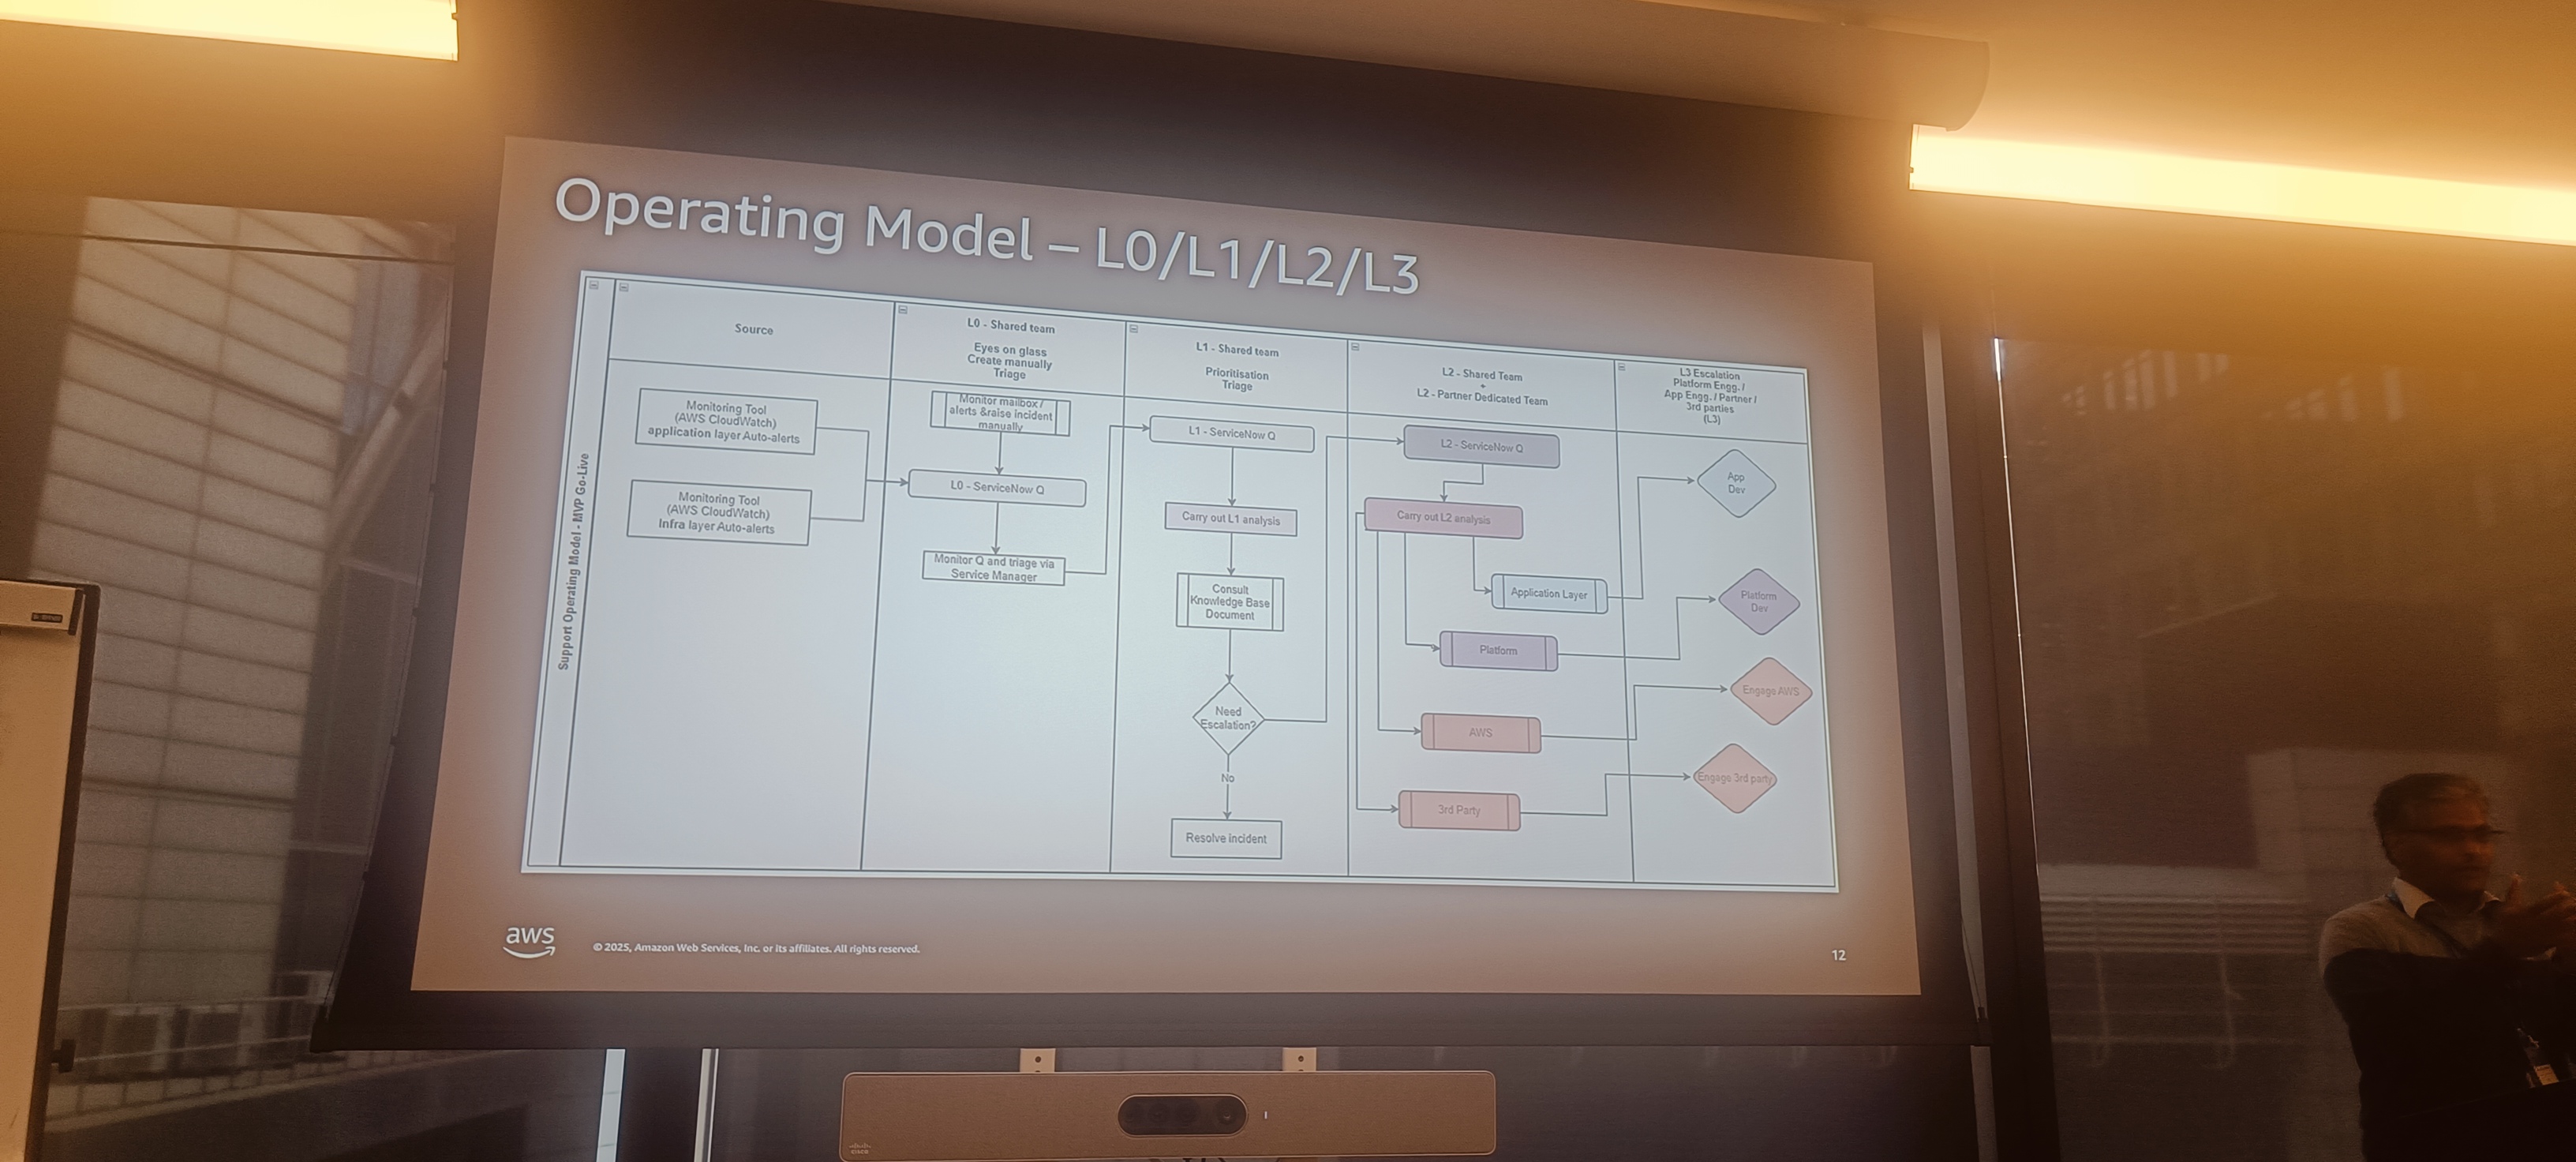 Operating Model – L0/L1/L2/L3
Support Operating Model - MVP Go-Live
Source
Monitoring Tool
(AWS CloudWatch)
application layer Auto-alerts
Monitoring Tool
(AWS CloudWatch)
Infra layer Auto-alerts
L0 - Shared team
Eyes on glass
Create manually
Triage
Monitor mailbox /
alerts &raise incident
manually
L0 - ServiceNow Q
Monitor Q and triage via
Service Manager
L1 - Shared team
Prioritisation
Triage
L1 - ServiceNow Q
Carry out L1 analysis
Consult
Knowledge Base
Document
Need
Escalation?
No
Resolve incident
L2 - Shared Team
+
L2 - Partner Dedicated Team
L2 - ServiceNow Q
Carry out L2 analysis
Application Layer
Platform
AWS
3rd Party
L3 Escalation
Platform Engg. /
App Engg. / Partner /
3rd parties
(L3)
App
Dev
Platform
Dev
Engage AWS
Engage 3rd party
aws
© 2025, Amazon Web Services, Inc. or its affiliates. All rights reserved.
12
cisco